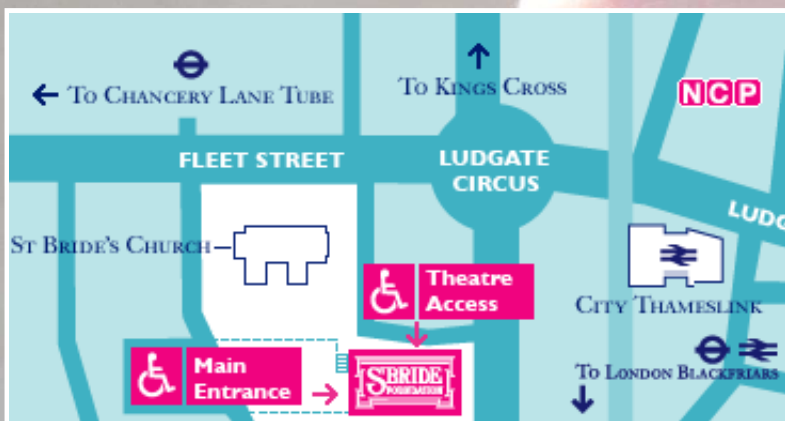 To Chancery Lane Tube
To Kings Cross
NCP
FLEET STREET
LUDGATE
CIRCUS
LUDG
St Bride's Church
Theatre
Access
City Thameslink
Main
Entrance
St BRIDE
FOUNDATION
To London Blackfriars